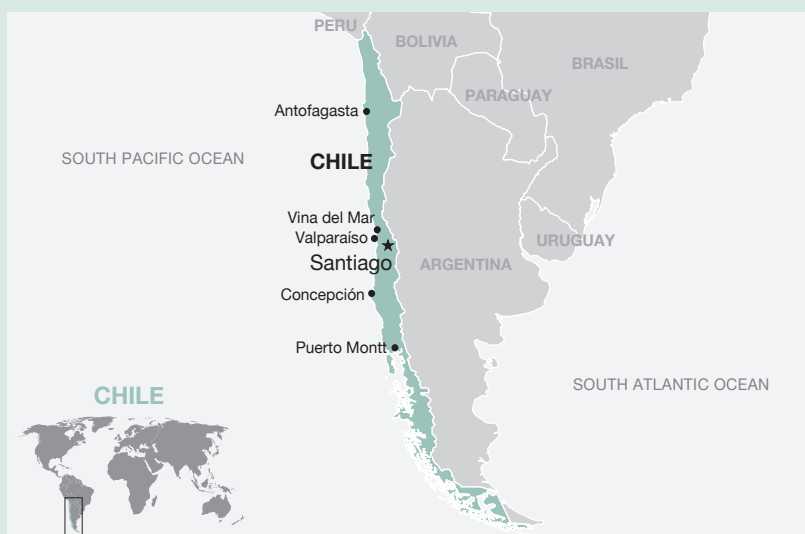 PERU
BOLIVIA
BRASIL
PARAGUAY
Antofagasta
SOUTH PACIFIC OCEAN
CHILE
Vina del Mar
Valparaíso
URUGUAY
Santiago
ARGENTINA
Concepción
Puerto Montt
SOUTH ATLANTIC OCEAN
CHILE